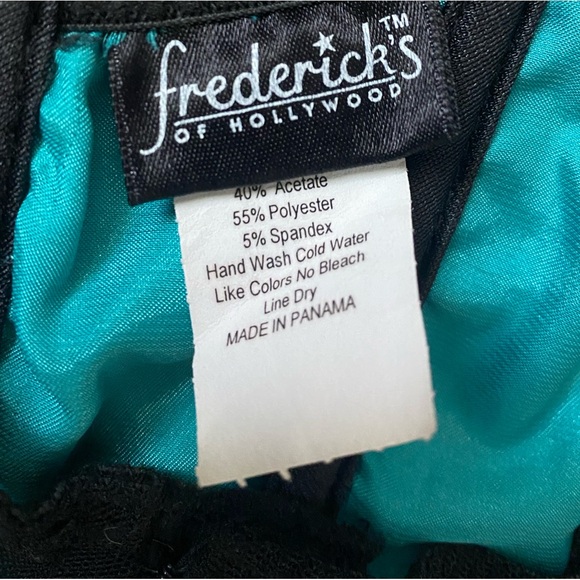 frederick's™
OF HOLLYWOOD
40% Acetate
55% Polyester
5% Spandex
Hand Wash Cold Water
Like Colors No Bleach
Line Dry
MADE IN PANAMA